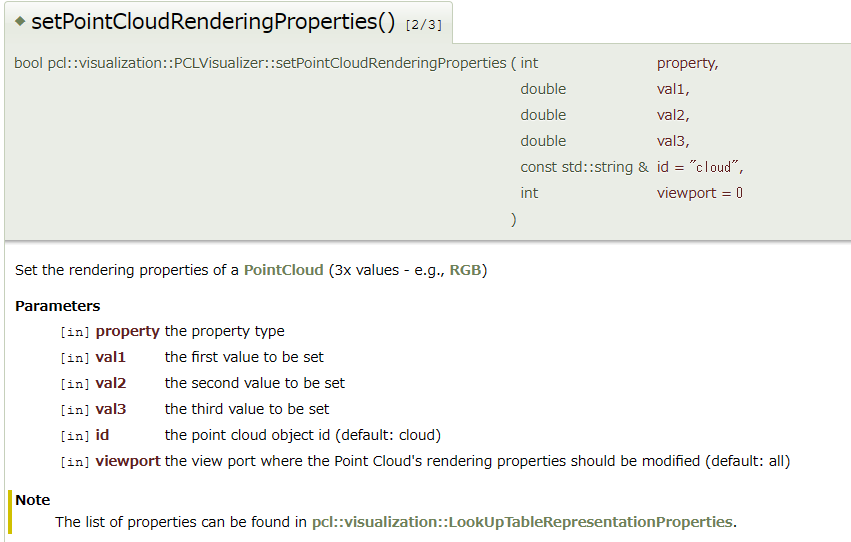 ◆ setPointCloudRenderingProperties() [2/3]
bool pcl::visualization::PCLVisualizer::setPointCloudRenderingProperties ( int property,
double val1,
double val2,
double val3,
const std::string & id = "cloud",
int viewport = 0
)
Set the rendering properties of a PointCloud (3x values - e.g., RGB)
Parameters
[in] property the property type
[in] val1 the first value to be set
[in] val2 the second value to be set
[in] val3 the third value to be set
[in] id the point cloud object id (default: cloud)
[in] viewport the view port where the Point Cloud's rendering properties should be modified (default: all)
Note
The list of properties can be found in pcl::visualization::LookUpTableRepresentationProperties.